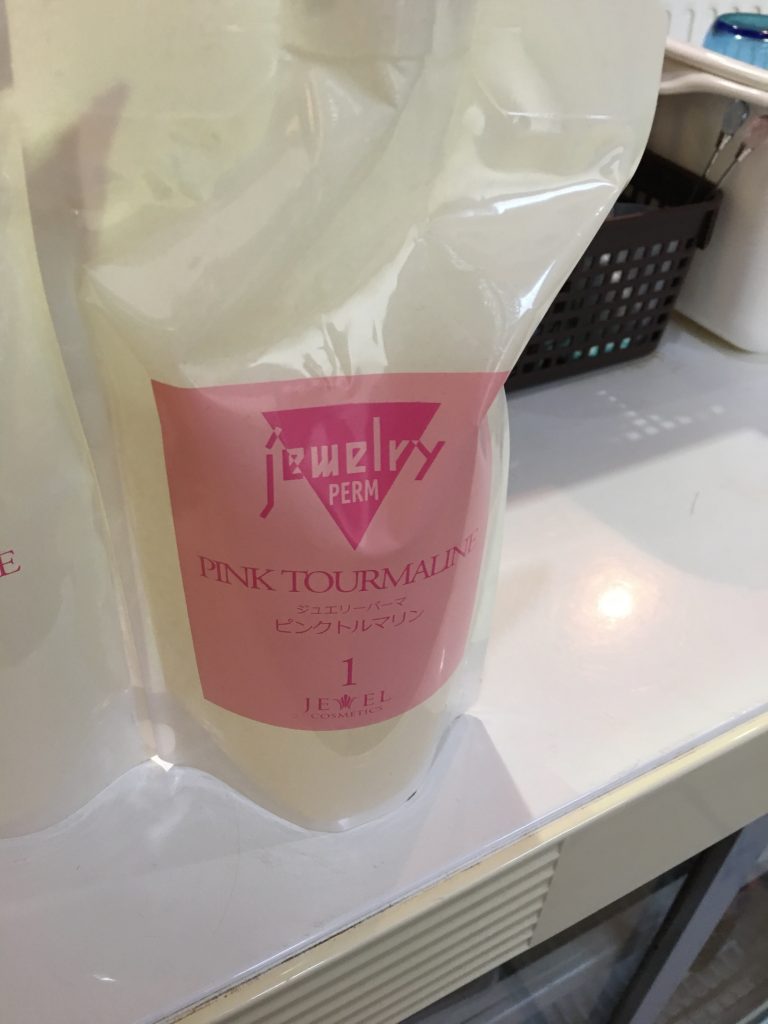 jewelry
PERM
PINK TOURMALINE
ジュエリーパーマ
ピンクトルマリン
1
JEWEL
COSMETICS
E